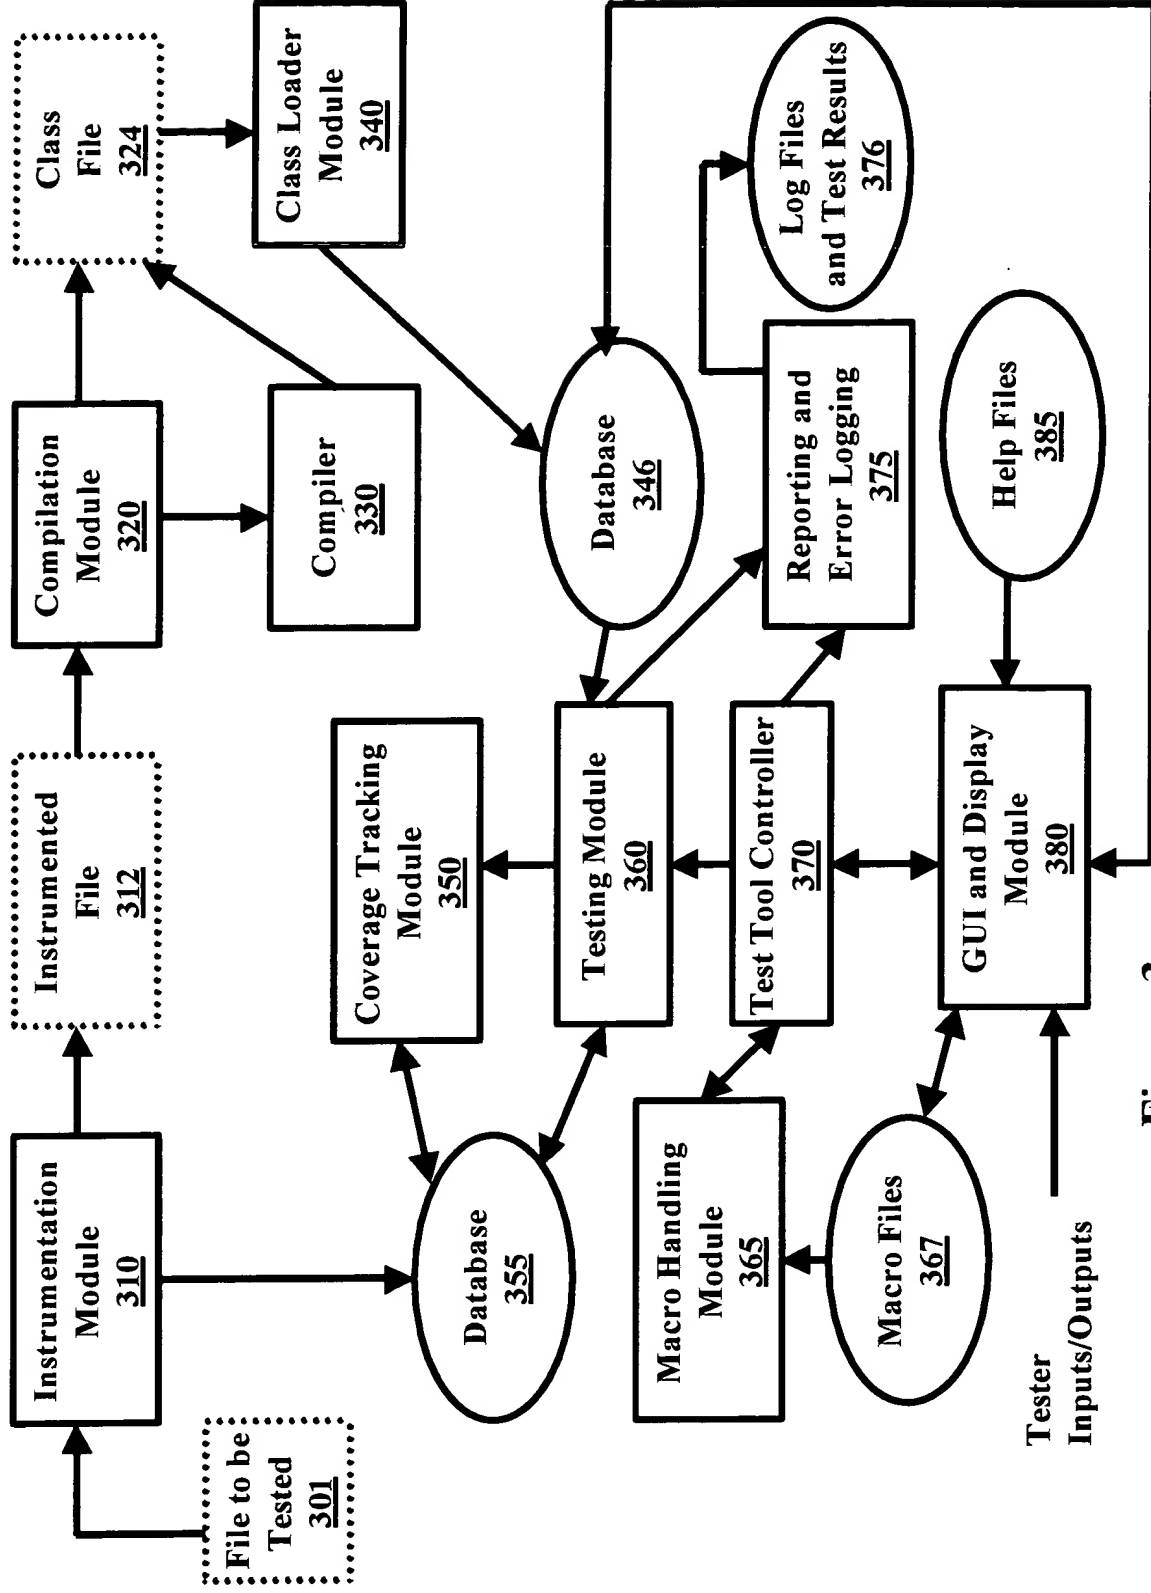 File to be
Tested
301
Instrumentation
Module
310
Instrumented
File
312
Compilation
Module
320
Class
File
324
Compiler
330
Class Loader
Module
340
Database
355
Coverage Tracking
Module
350
Database
346
Testing Module
360
Macro Handling
Module
365
Test Tool Controller
370
Reporting and
Error Logging
375
Log Files
and Test Results
376
Macro Files
367
GUI and Display
Module
380
Help Files
385
Tester
Inputs/Outputs